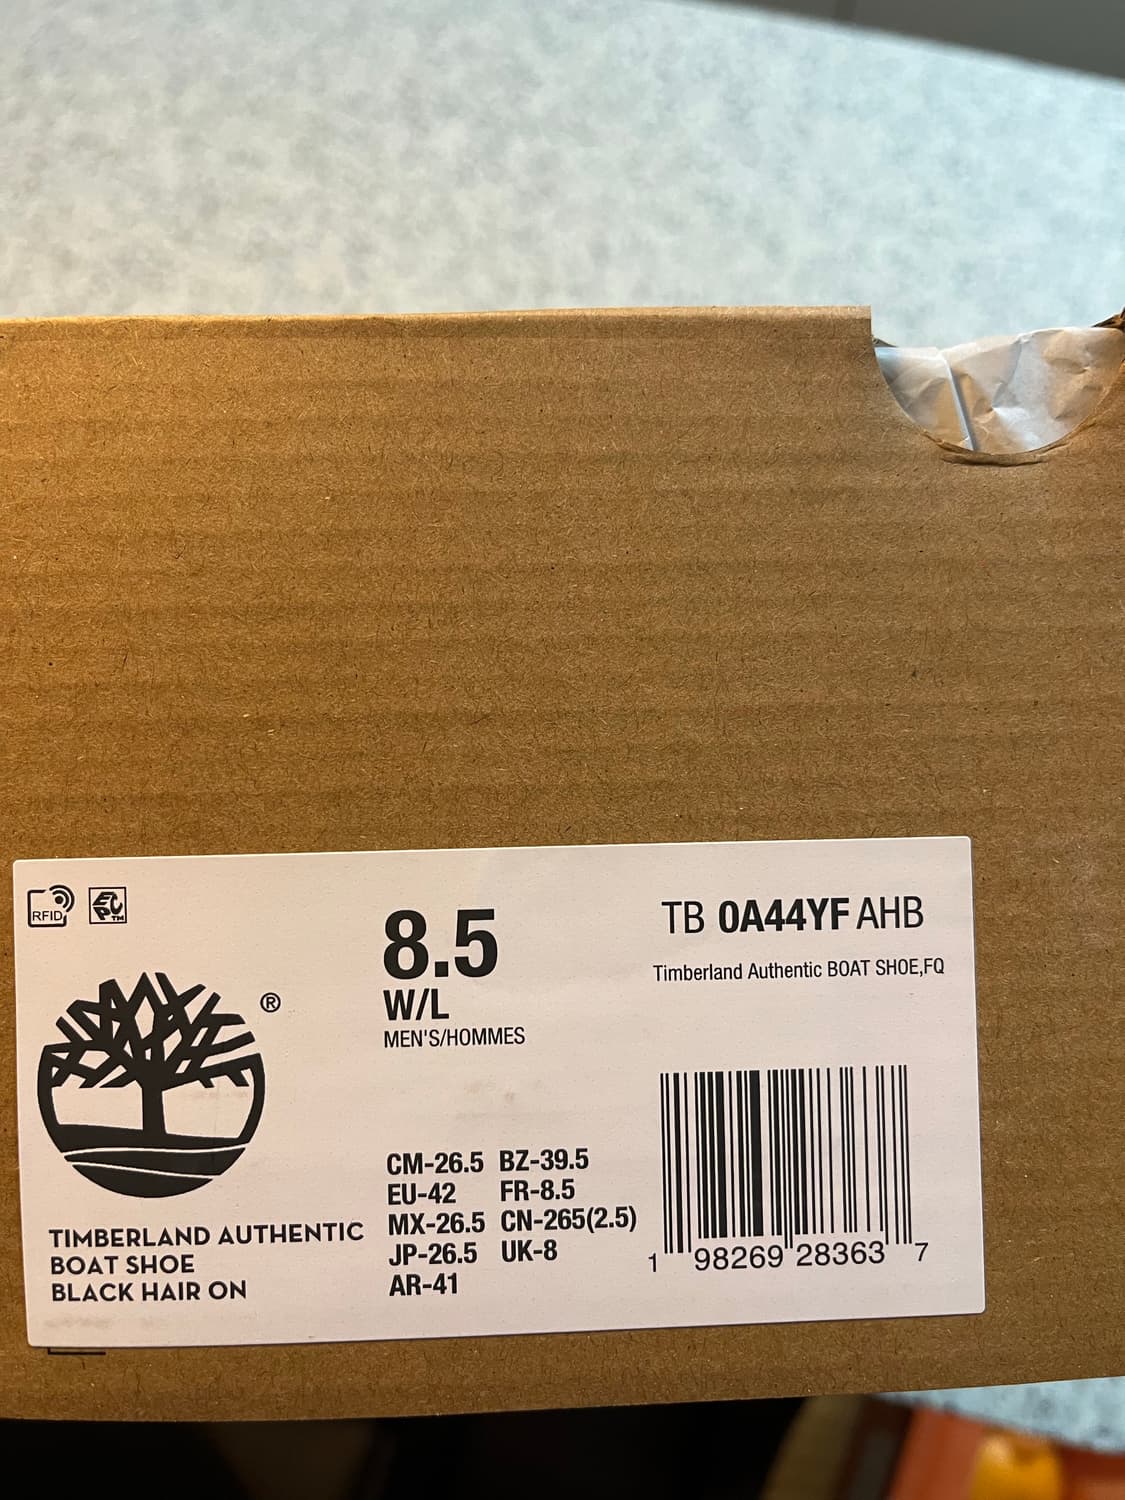 RFID
EPC™
8.5
W/L
MEN'S/HOMMES
TB 0A44YF AHB
Timberland Authentic BOAT SHOE,FQ
®
TIMBERLAND AUTHENTIC
BOAT SHOE
BLACK HAIR ON
CM-26.5 BZ-39.5
EU-42 FR-8.5
MX-26.5 CN-265(2.5)
JP-26.5 UK-8
AR-41
1 98269 28363 7